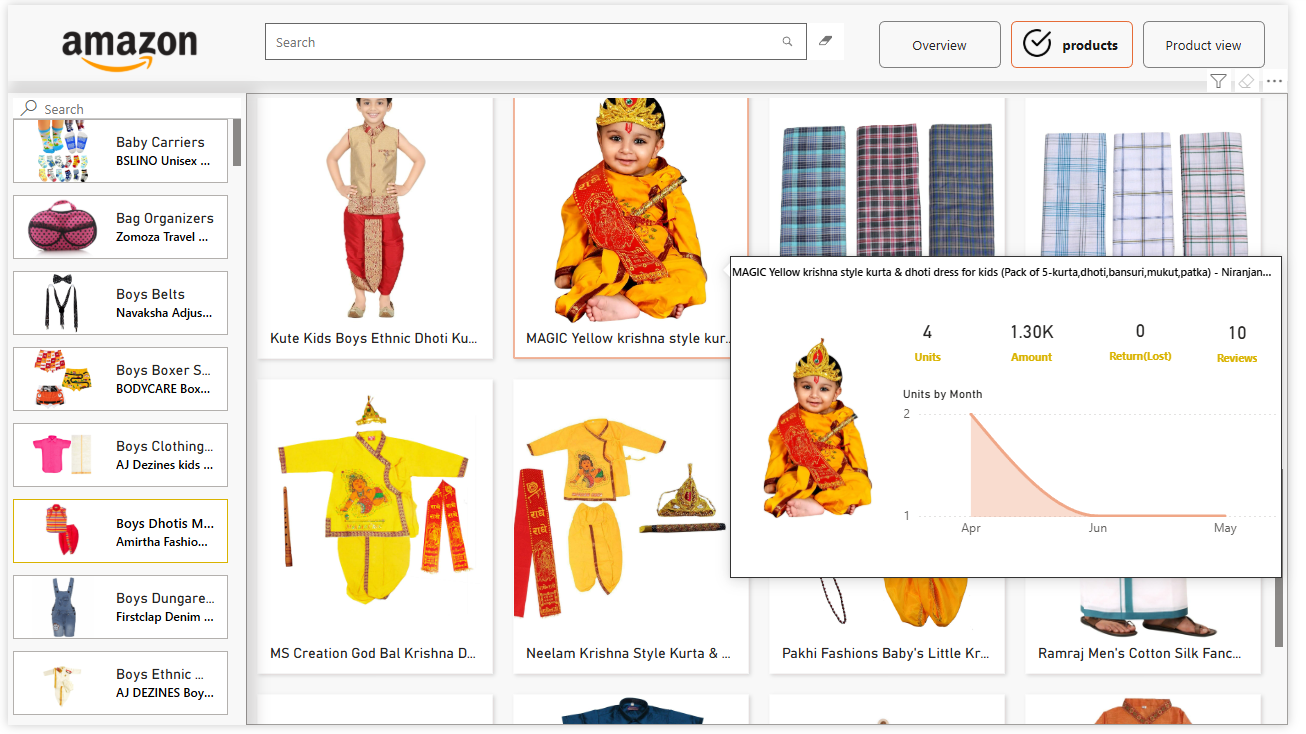 amazon
Search
Overview
products
Product view
Search
Baby Carriers
BSLINO Unisex ...
Bag Organizers
Zomoza Travel ...
Boys Belts
Navaksha Adjus...
Boys Boxer S...
BODYCARE Box...
Boys Clothing...
AJ Dezines kids ...
Boys Dhotis M...
Amirtha Fashio...
Boys Dungare...
Firstclap Denim ...
Boys Ethnic ...
AJ DEZINES Boy...
Kute Kids Boys Ethnic Dhoti Ku...
MAGIC Yellow krishna style kur...
MAGIC Yellow krishna style kurta & dhoti dress for kids (Pack of 5-kurta,dhoti,bansuri,mukut,patka) - Niranjan...
4
Units
1.30K
Amount
0
Return(Lost)
10
Reviews
Units by Month
2
1
Apr
Jun
May
MS Creation God Bal Krishna D...
Neelam Krishna Style Kurta & ...
Pakhi Fashions Baby's Little Kr...
Ramraj Men's Cotton Silk Fanc...